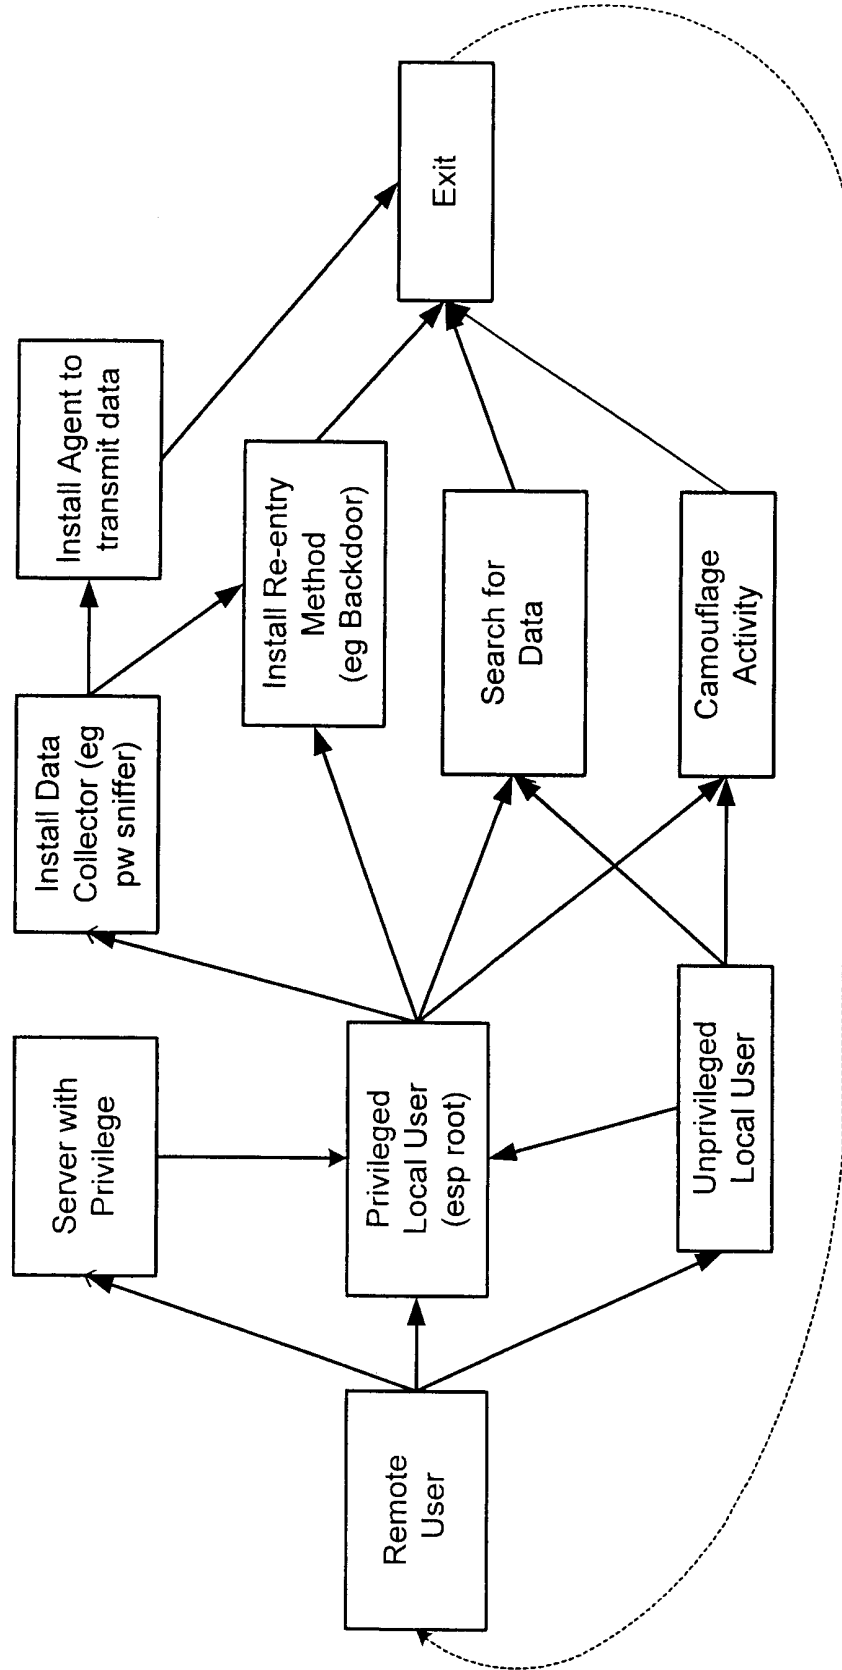 Remote
User
Server with
Privilege
Privileged
Local User
(esp root)
Unprivileged
Local User
Install Data
Collector (eg
pw sniffer)
Install Agent to
transmit data
Install Re-entry
Method
(eg Backdoor)
Search for
Data
Camouflage
Activity
Exit